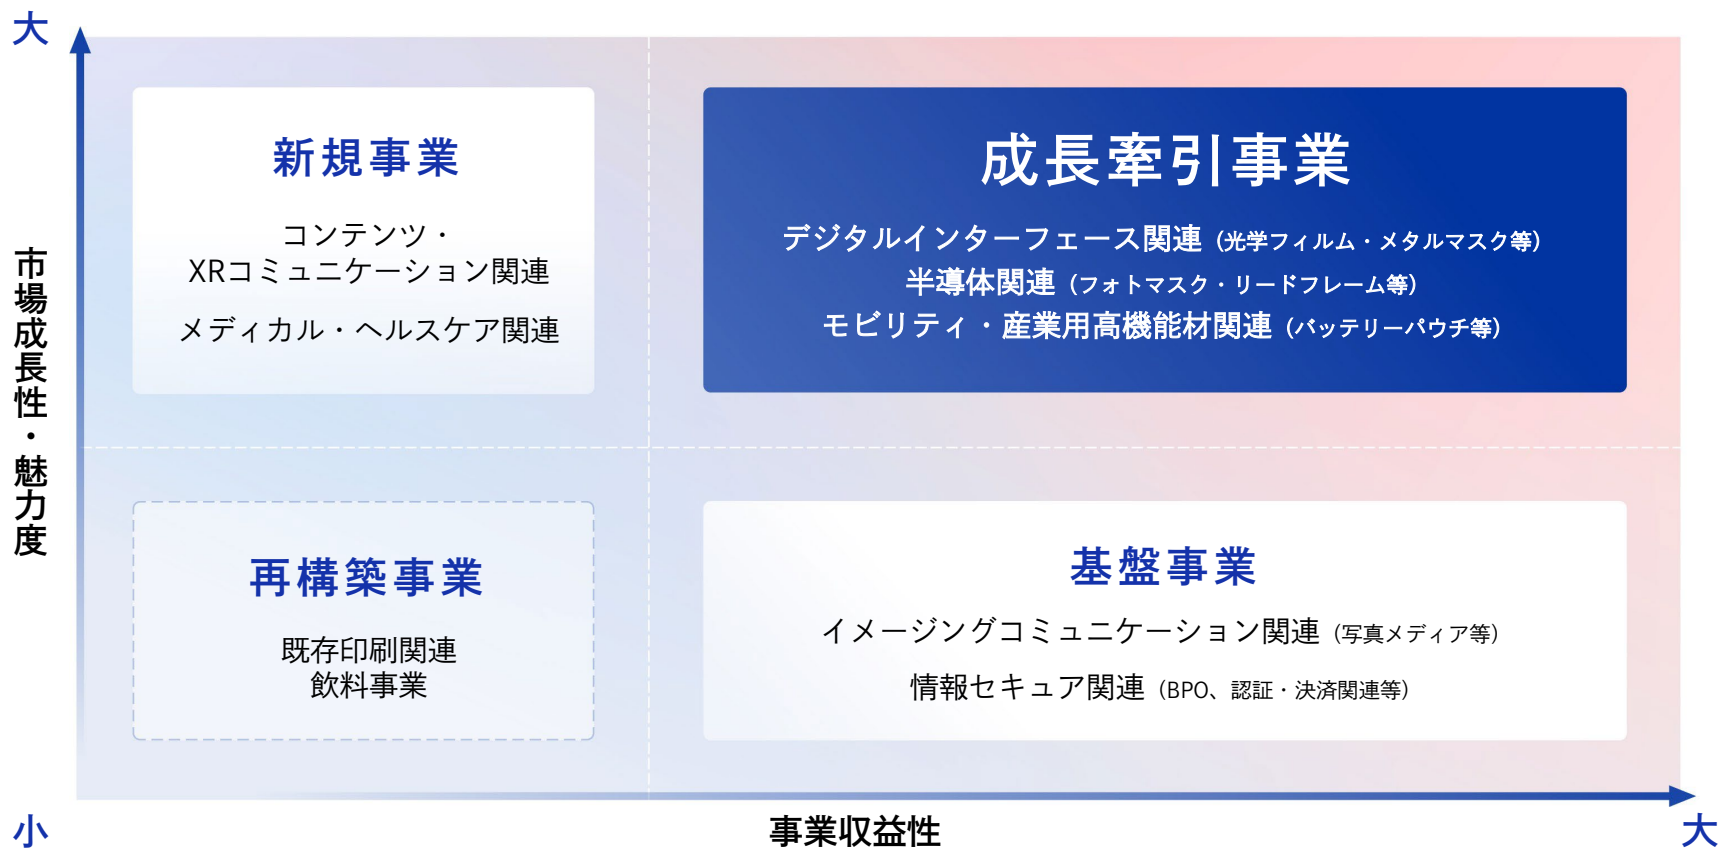 大
市場成長性・魅力度
新規事業
コンテンツ・
XRコミュニケーション関連
メディカル・ヘルスケア関連
成長牽引事業
デジタルインターフェース関連（光学フィルム・メタルマスク等）
半導体関連（フォトマスク・リードフレーム等）
モビリティ・産業用高機能材関連（バッテリーパウチ等）
再構築事業
既存印刷関連
飲料事業
基盤事業
イメージングコミュニケーション関連（写真メディア等）
情報セキュア関連（BPO、認証・決済関連等）
小
事業収益性
大